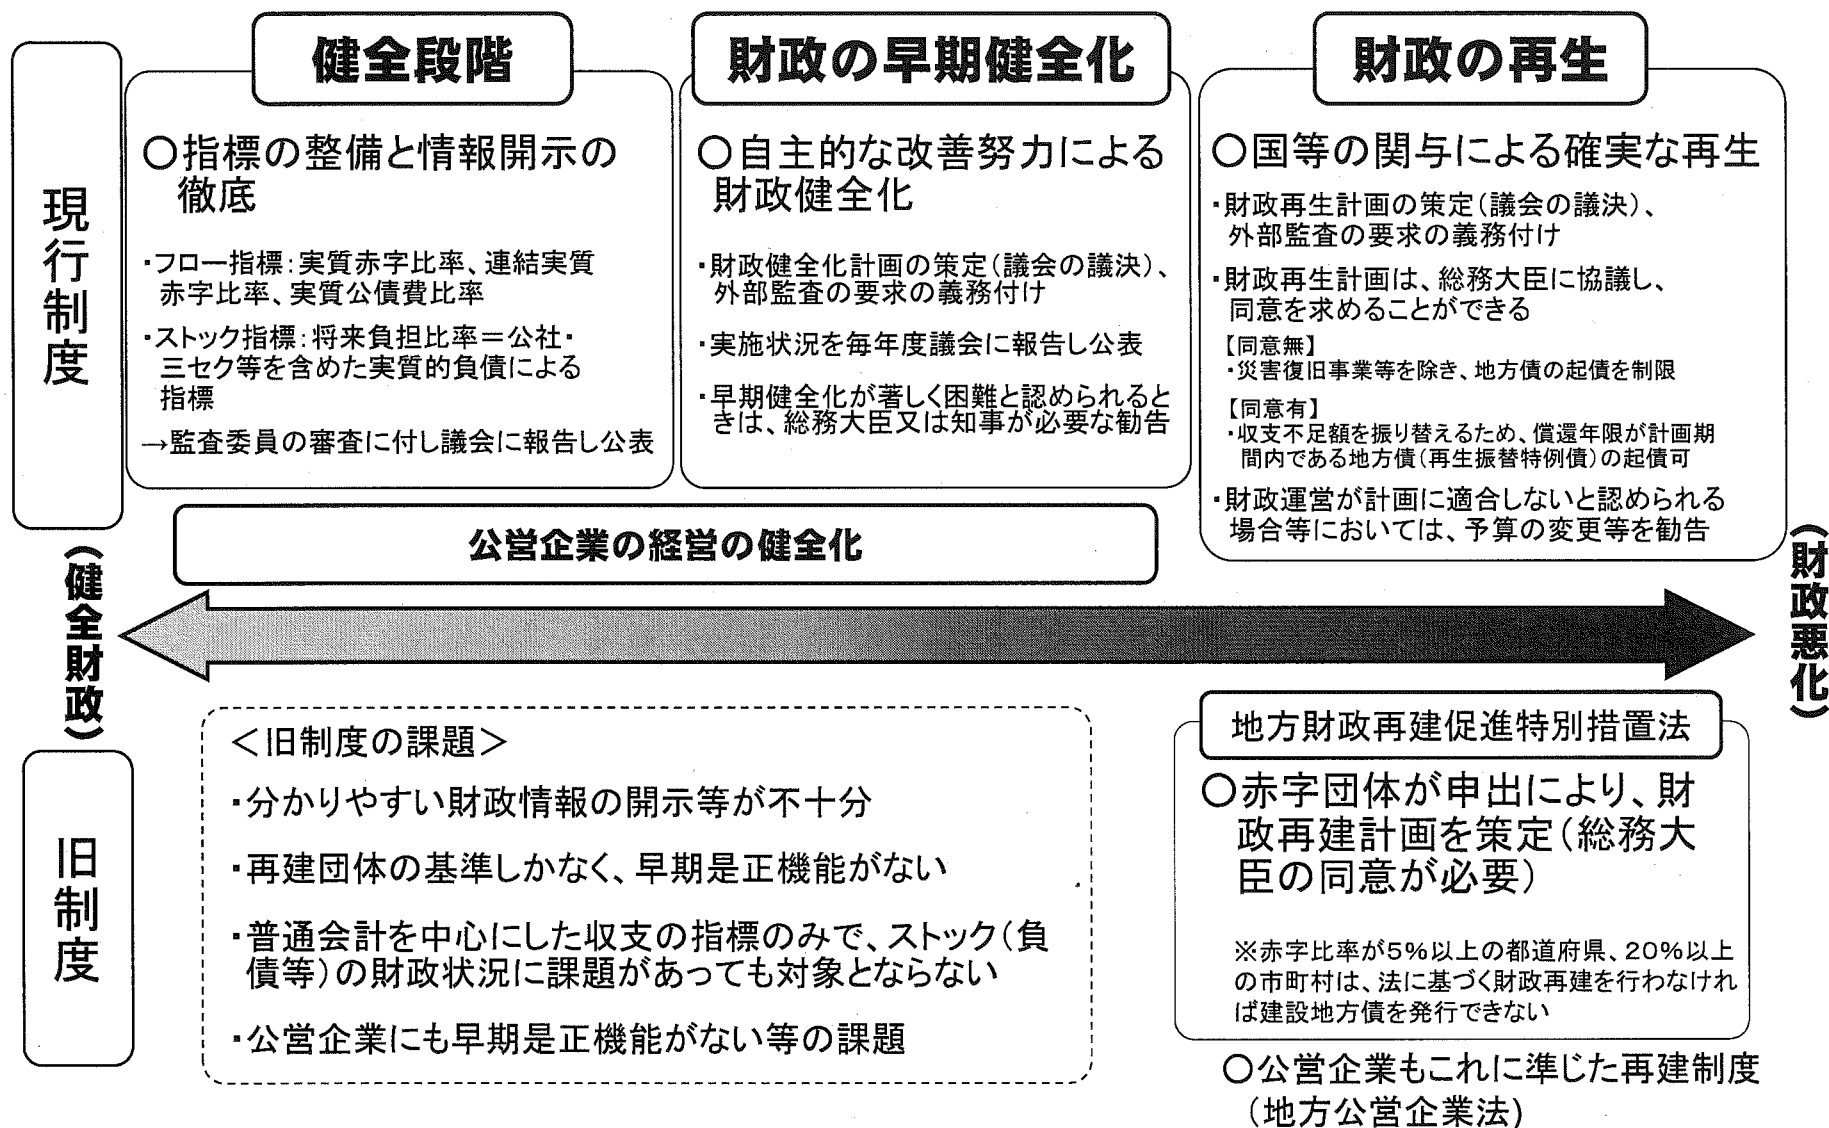 現行制度
健全段階
○指標の整備と情報開示の
徹底
・フロー指標：実質赤字比率、連結実質
赤字比率、実質公債費比率
・ストック指標：将来負担比率＝公社・
三セク等を含めた実質的負債による
指標
→監査委員の審査に付し議会に報告し公表
財政の早期健全化
○自主的な改善努力による
財政健全化
・財政健全化計画の策定（議会の議決）、
外部監査の要求の義務付け
・実施状況を毎年度議会に報告し公表
・早期健全化が著しく困難と認められると
きは、総務大臣又は知事が必要な勧告
財政の再生
○国等の関与による確実な再生
・財政再生計画の策定（議会の議決）、
外部監査の要求の義務付け
・財政再生計画は、総務大臣に協議し、
同意を求めることができる
【同意無】
・災害復旧事業等を除き、地方債の起債を制限
【同意有】
・収支不足額を振り替えるため、償還年限が計画期
間内である地方債（再生振替特例債）の起債可
・財政運営が計画に適合しないと認められる
場合等においては、予算の変更等を勧告
公営企業の経営の健全化
（健全財政）
（財政悪化）
旧制度
＜旧制度の課題＞
・分かりやすい財政情報の開示等が不十分
・再建団体の基準しかなく、早期是正機能がない
・普通会計を中心にした収支の指標のみで、ストック（負
債等）の財政状況に課題があっても対象とならない
・公営企業にも早期是正機能がない等の課題
地方財政再建促進特別措置法
○赤字団体が申出により、財
政再建計画を策定（総務大
臣の同意が必要）
※赤字比率が5%以上の都道府県、20%以上
の市町村は、法に基づく財政再建を行わなけれ
ば建設地方債を発行できない
○公営企業もこれに準じた再建制度
（地方公営企業法）